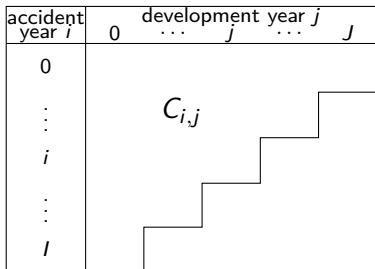 accident development year j
year i 0 ⋯ j ⋯ J
0
⋮
C_{i,j}
i
⋮
I